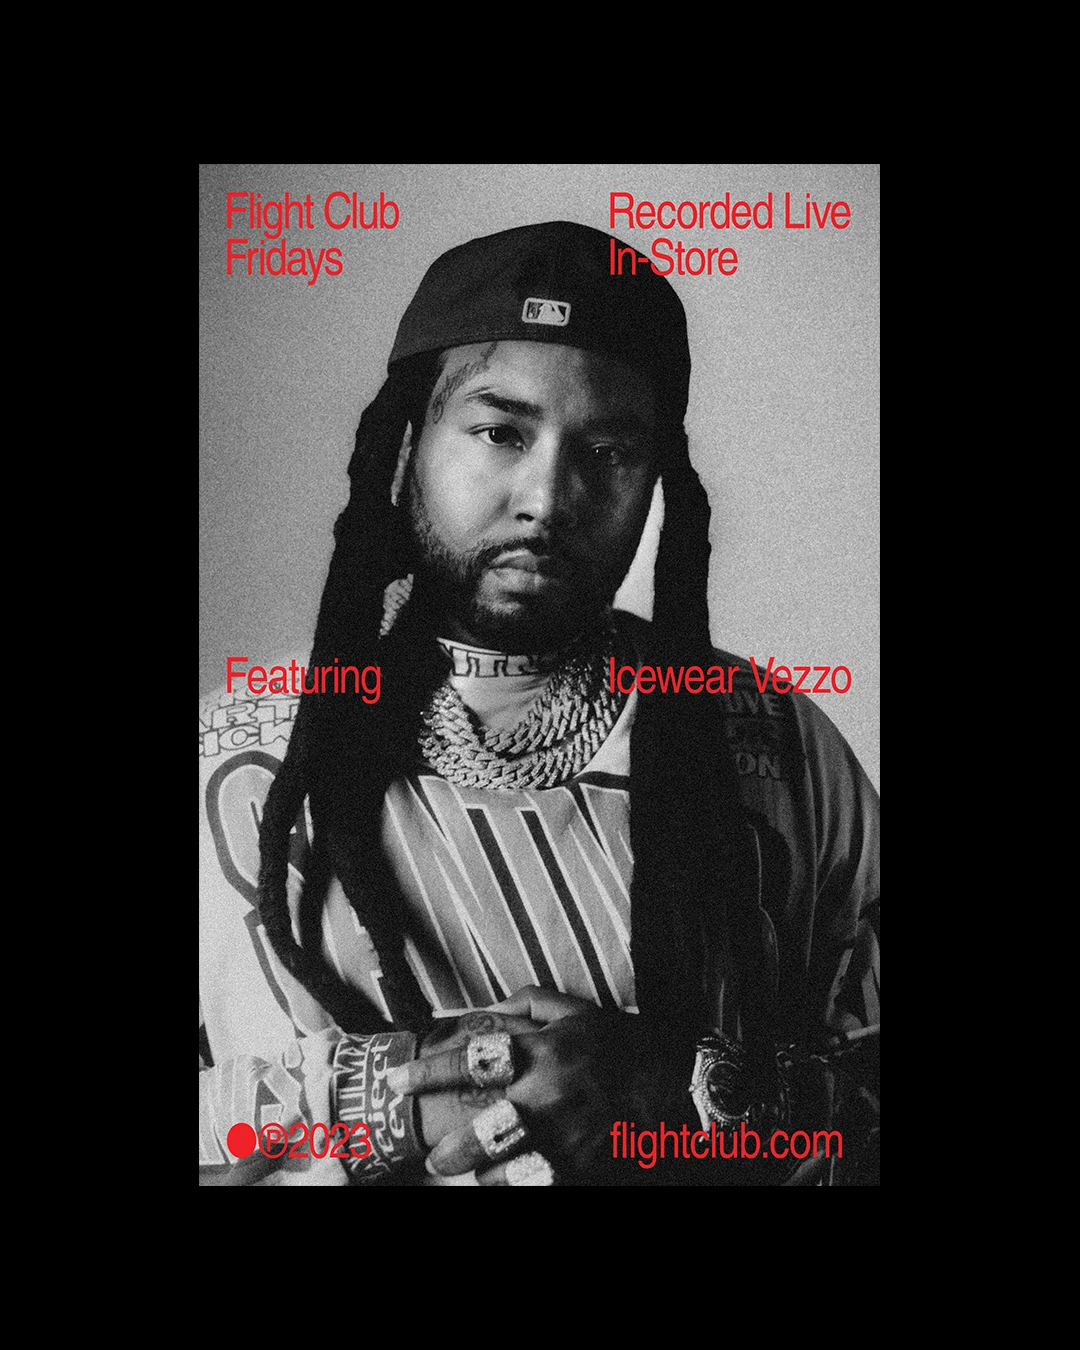 Flight Club
Fridays
Recorded Live
In-Store
Featuring
Icewear Vezzo
℗2023
flightclub.com